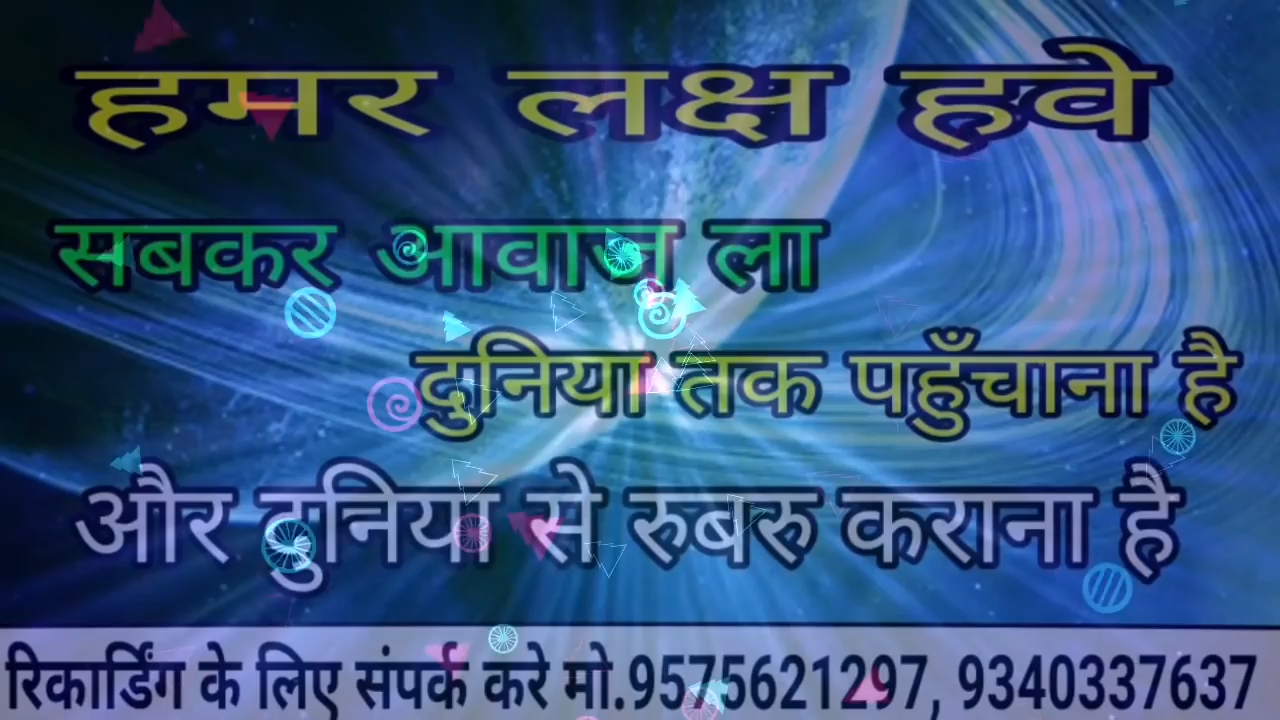 हमर लक्ष हवे
सबकर आवाज ला
दुनिया तक पहुँचाना है
और दुनिया से रुबरु कराना है
रिकार्डिंग के लिए संपर्क करे मो.9575621297, 9340337637